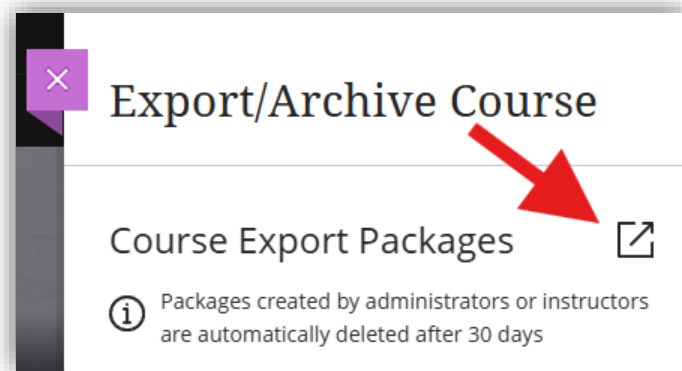 Export/Archive Course
Course Export Packages
Packages created by administrators or instructors
are automatically deleted after 30 days